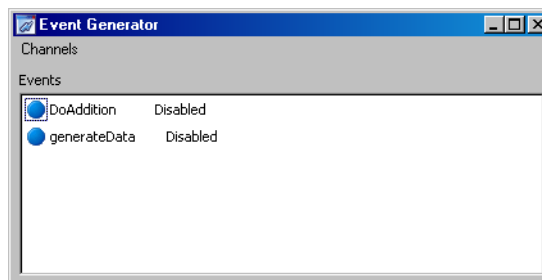 Event Generator
Channels
Events
DoAddition Disabled
generateData Disabled